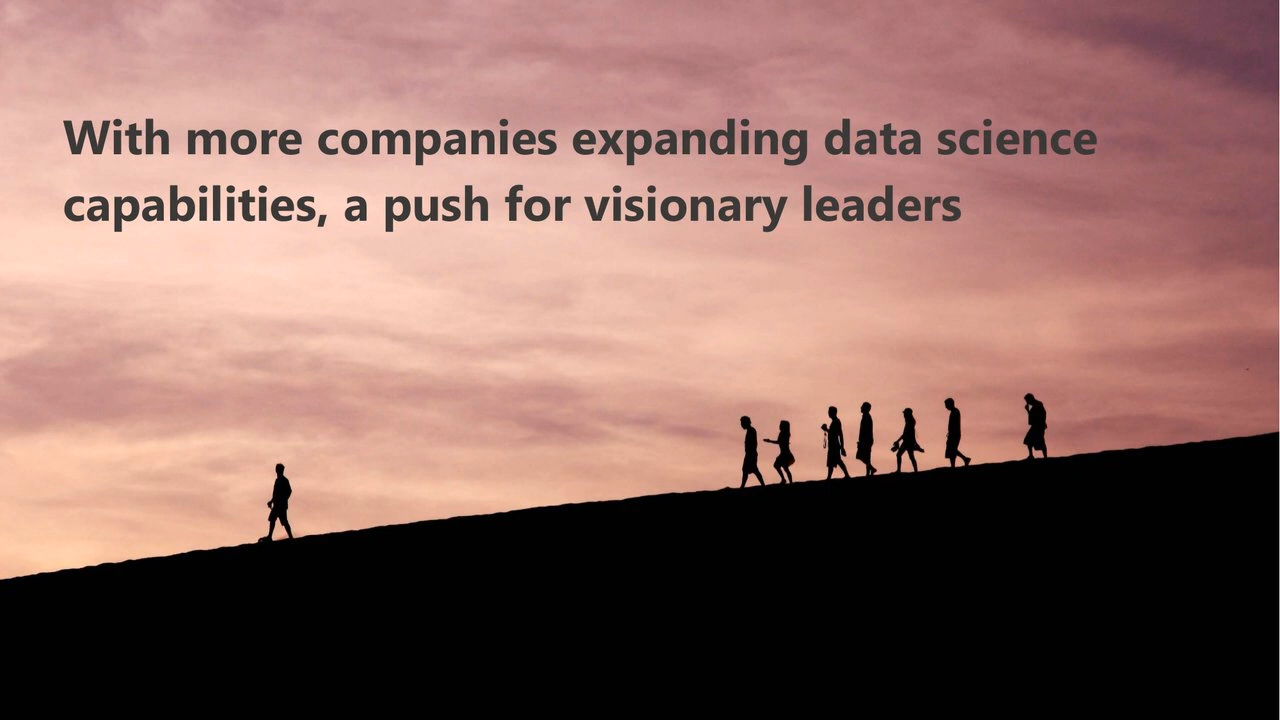 With more companies expanding data science
capabilities, a push for visionary leaders